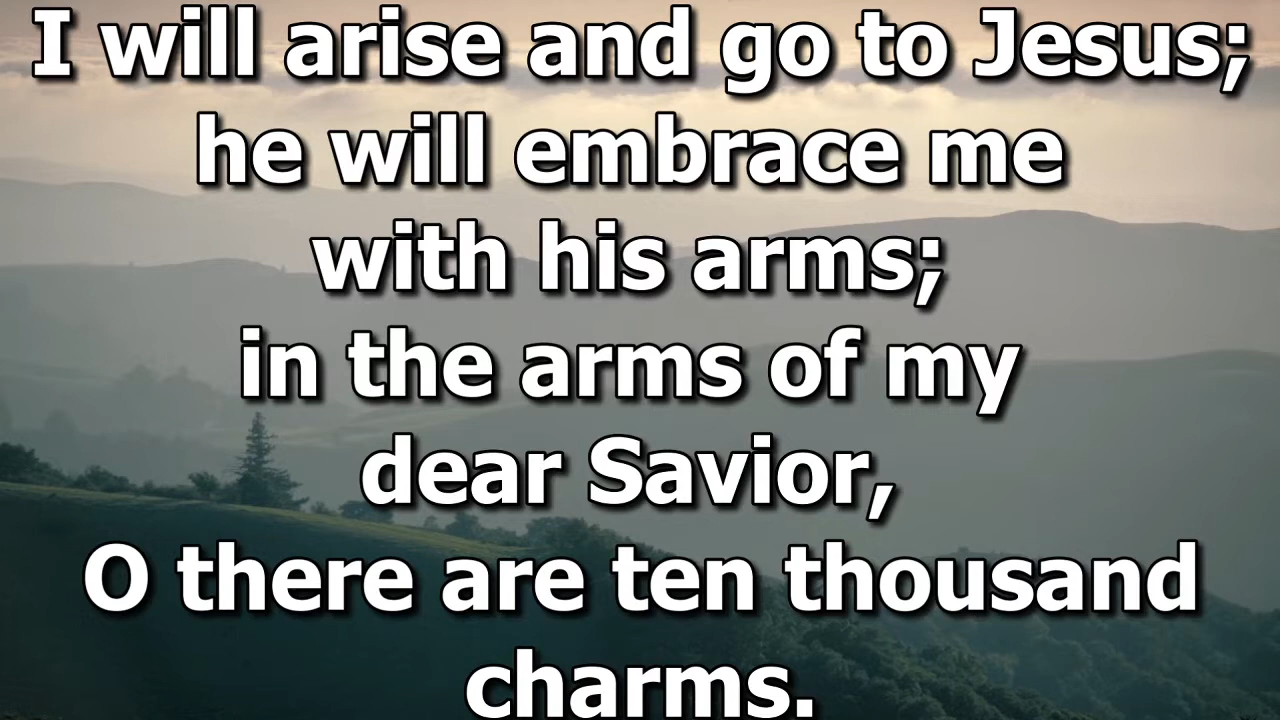 I will arise and go to Jesus;
he will embrace me
with his arms;
in the arms of my
dear Savior,
O there are ten thousand
charms.